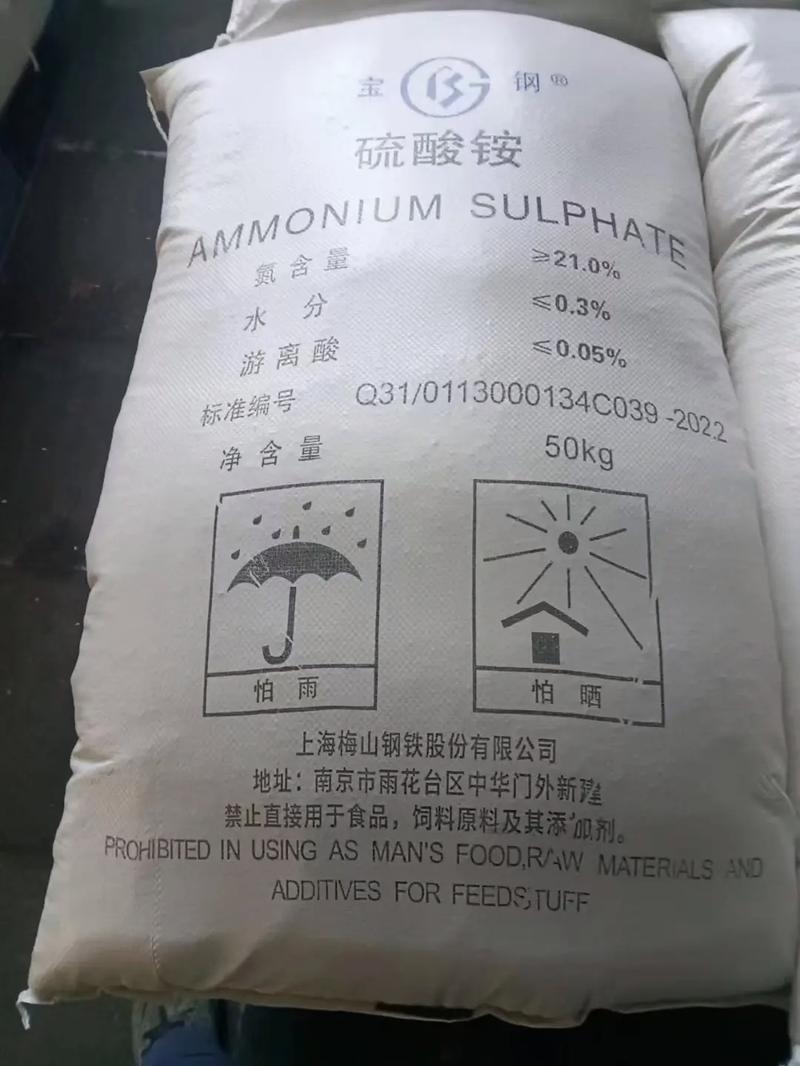 宝 钢®
硫酸铵
AMMONIUM SULPHATE
氮含量 ≥21.0%
水 分 ≤0.3%
游离酸 ≤0.05%
标准编号 Q31/0113000134C039-2022
净含量 50kg
怕 雨 怕 晒
上海梅山钢铁股份有限公司
地址：南京市雨花台区中华门外新建
禁止直接用于食品，饲料原料及其添加剂。
PROHIBITED IN USING AS MAN'S FOOD,RAW MATERIALS AND
ADDITIVES FOR FEEDSTUFF